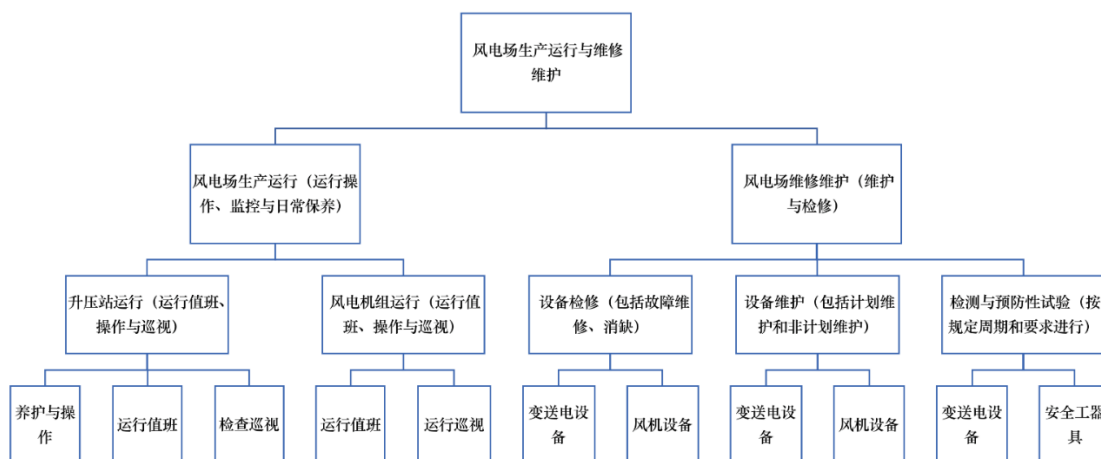 风电场生产运行与维修
维护
风电场生产运行（运行操
作、监控与日常保养）
风电场维修维护（维护
与检修）
升压站运行（运行值班、
操作与巡视）
风电机组运行（运行值
班、操作与巡视）
设备检修（包括故障维
修、消缺）
设备维护（包括计划维
护和非计划维护）
检测与预防性试验（按
规定周期和要求进行）
养护与操
作
运行值班
检查巡视
运行值班
运行巡视
变送电设
备
风机设备
变送电设
备
风机设备
变送电设
备
安全工器
具